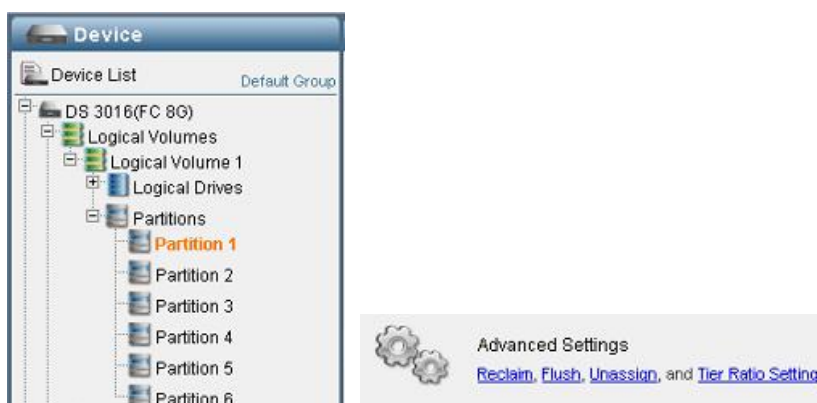 Device
Device List
Default Group
DS 3016(FC 8G)
Logical Volumes
Logical Volume 1
Logical Drives
Partitions
Partition 1
Partition 2
Partition 3
Partition 4
Partition 5
Partition 6
Advanced Settings
Reclaim, Flush, Unassign, and Tier Ratio Setting